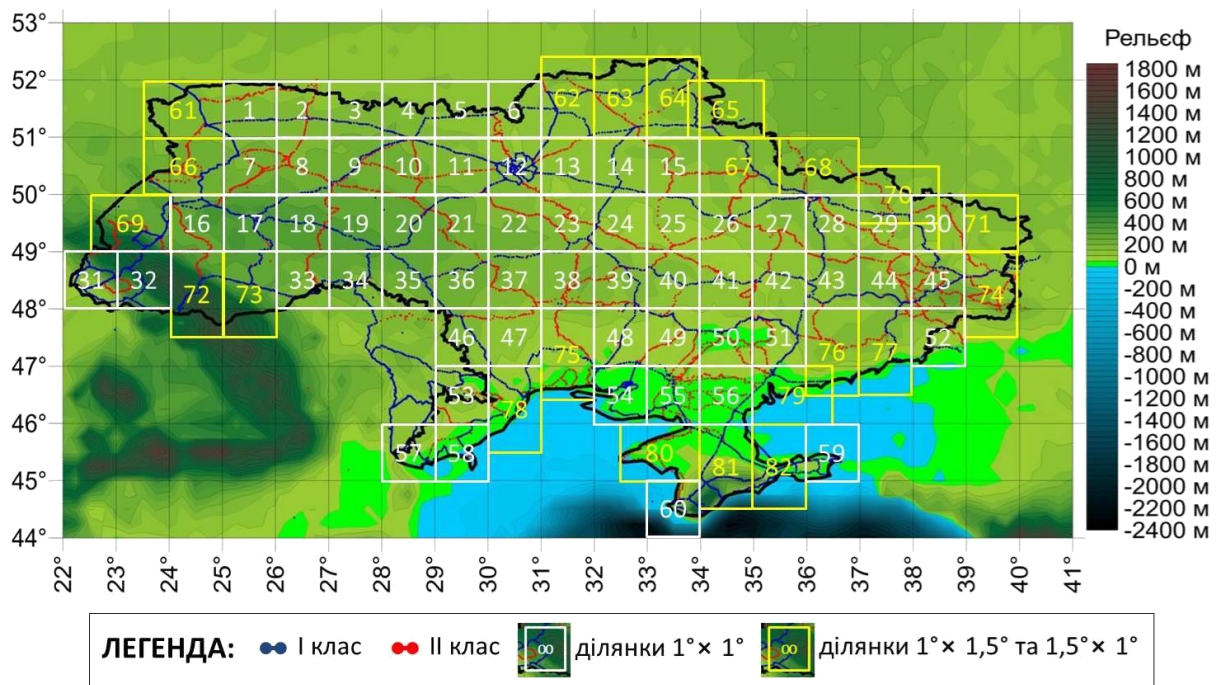 53°
52°
51°
50°
49°
48°
47°
46°
45°
44°
61 1 2 3 4 5 6 62 63 64 65
66 7 8 9 10 11 12 13 14 15 67 68
70
69 16 17 18 19 20 21 22 23 24 25 26 27 28 29 30 71
31 32 72 73 33 34 35 36 37 38 39 40 41 42 43 44 45 74
46 47 75 48 49 50 51 76 77 52
53 78 54 55 56 79
57 58 80 81 82 59
60
22° 23° 24° 25° 26° 27° 28° 29° 30° 31° 32° 33° 34° 35° 36° 37° 38° 39° 40° 41°
Рельєф
1800 м
1600 м
1400 м
1200 м
1000 м
800 м
600 м
400 м
200 м
0 м
-200 м
-400 м
-600 м
-800 м
-1000 м
-1200 м
-1400 м
-1600 м
-1800 м
-2000 м
-2200 м
-2400 м
ЛЕГЕНДА: І клас ІІ клас ∞ ділянки 1°× 1° ∞ ділянки 1°× 1,5° та 1,5°× 1°